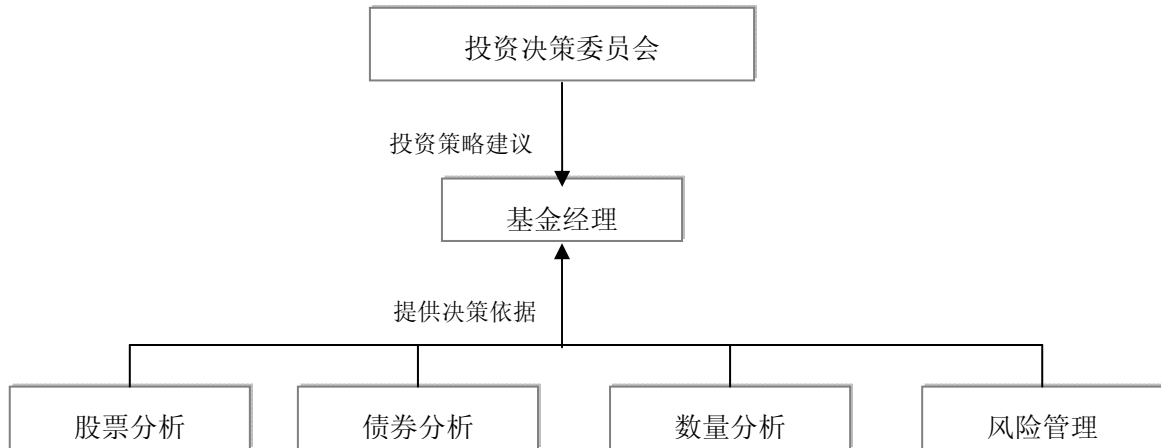 投资决策委员会
投资策略建议
基金经理
提供决策依据
股票分析 债券分析 数量分析 风险管理